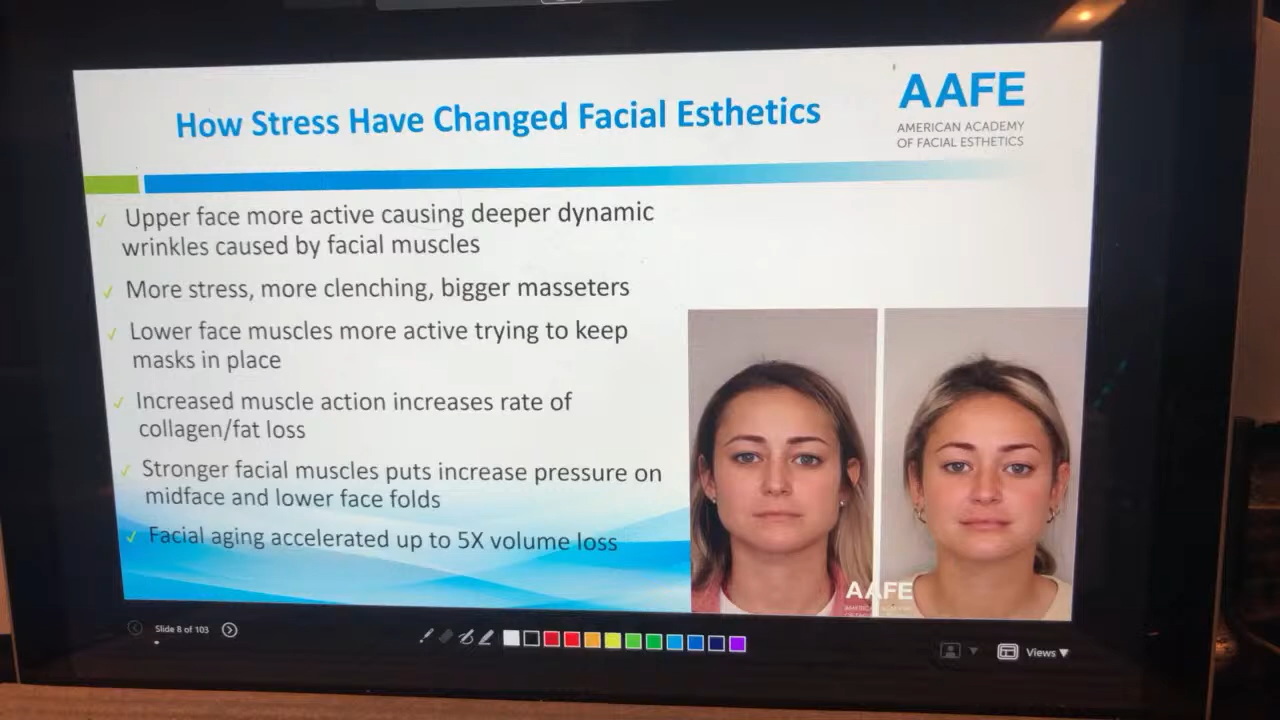 How Stress Have Changed Facial Esthetics
AAFE
AMERICAN ACADEMY
OF FACIAL ESTHETICS
✓ Upper face more active causing deeper dynamic
wrinkles caused by facial muscles
✓ More stress, more clenching, bigger masseters
✓ Lower face muscles more active trying to keep
masks in place
✓ Increased muscle action increases rate of
collagen/fat loss
✓ Stronger facial muscles puts increase pressure on
midface and lower face folds
✓ Facial aging accelerated up to 5X volume loss
AAFE
Slide 8 of 103
Views